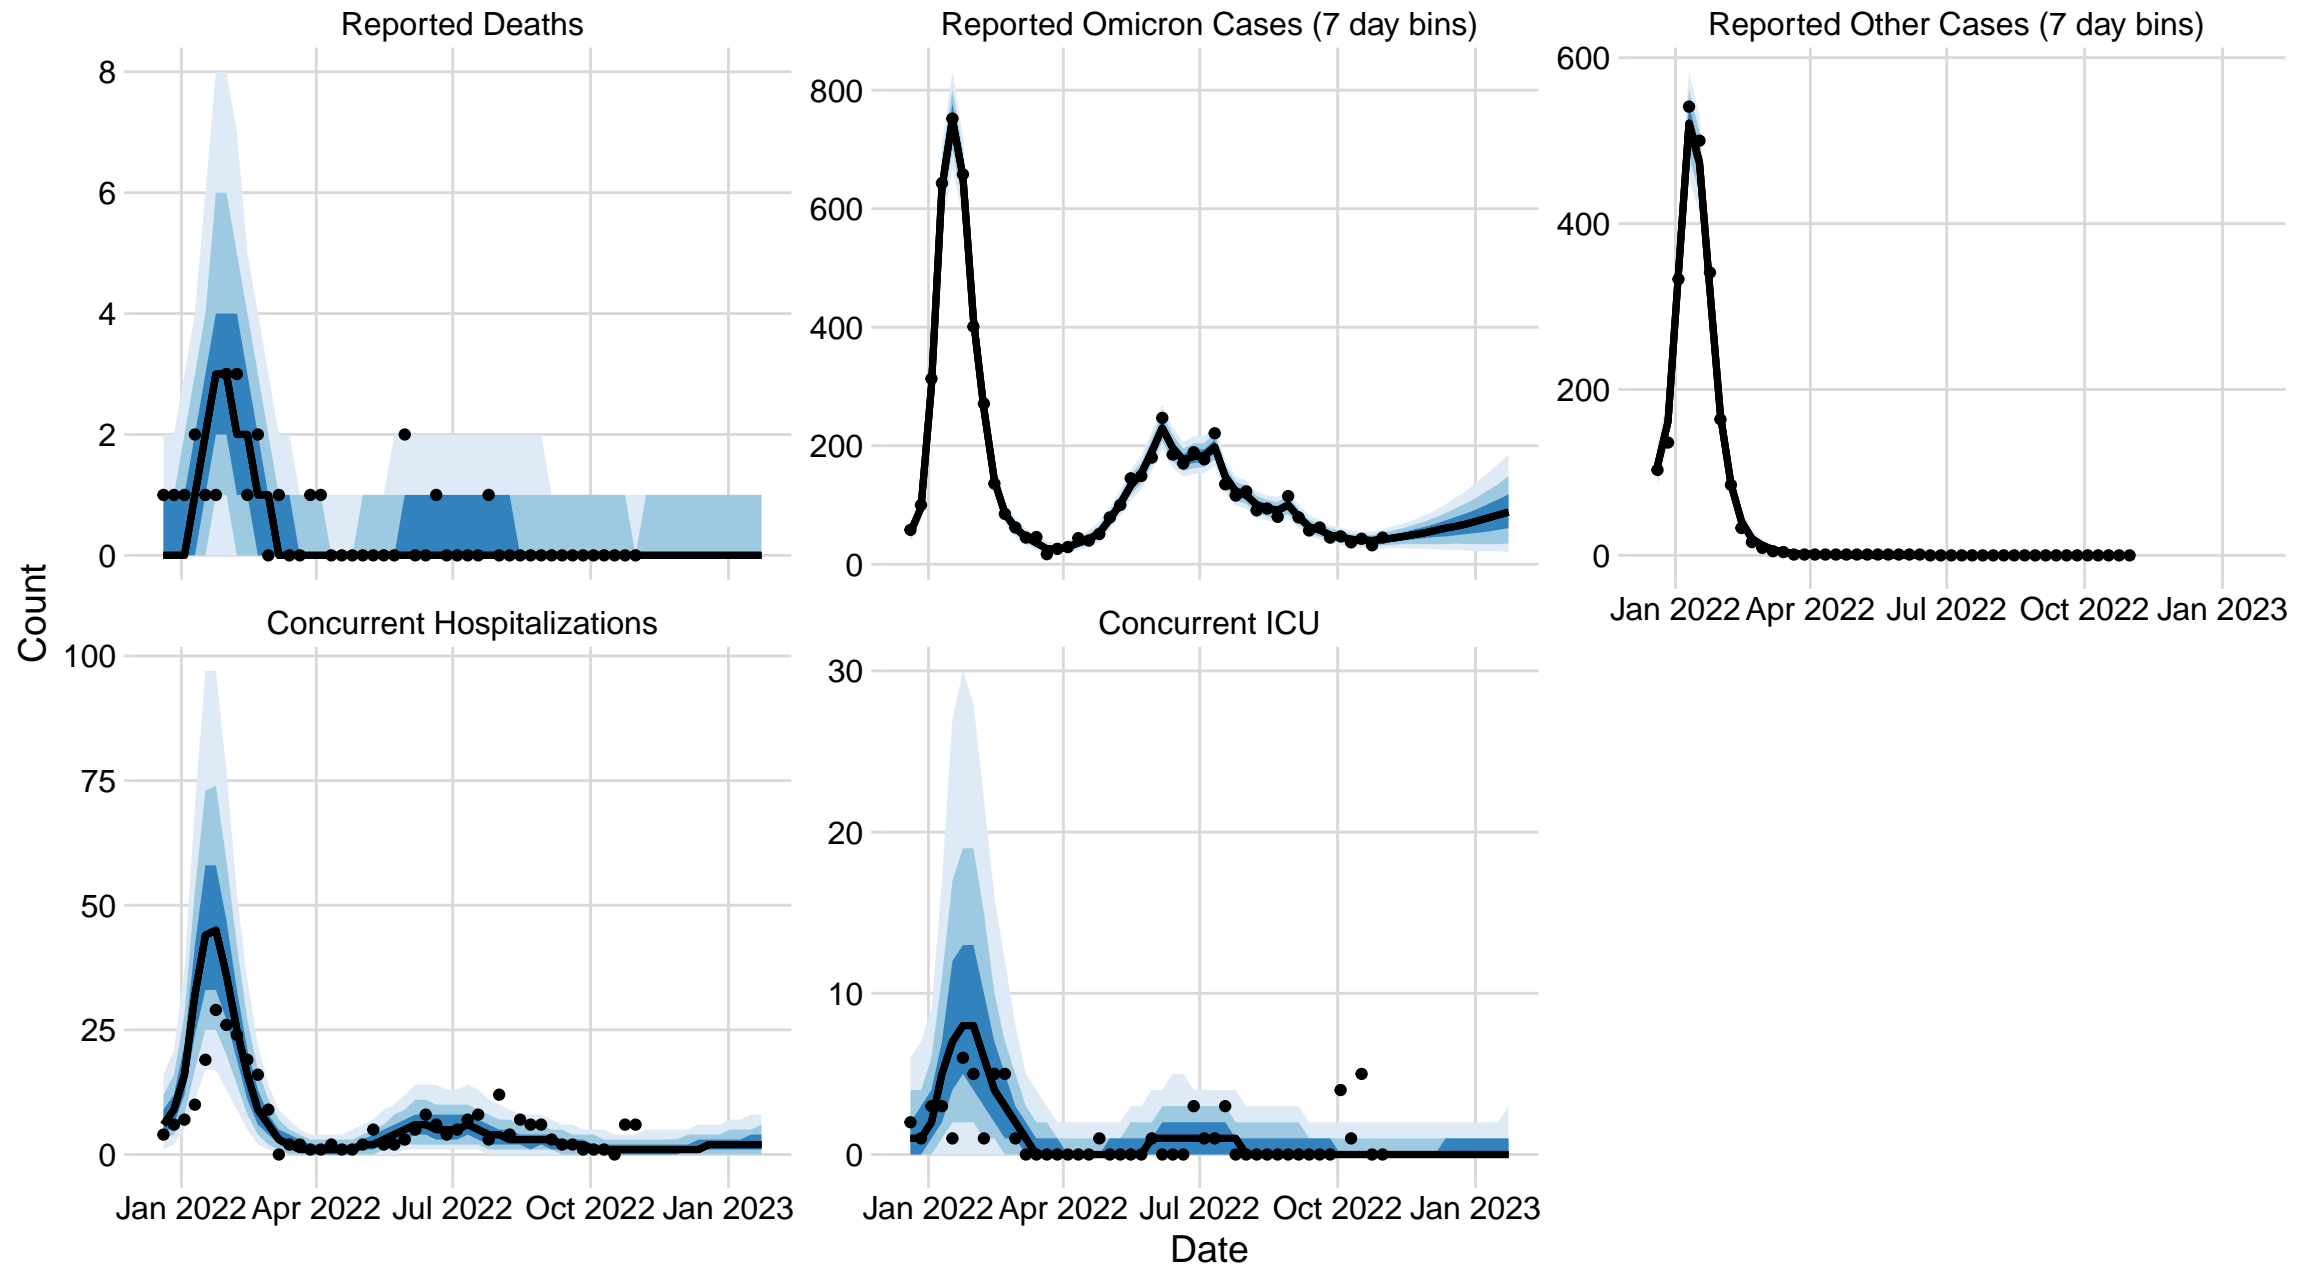 Reported Deaths
Reported Omicron Cases (7 day bins)
Reported Other Cases (7 day bins)
8
6
4
2
0
800
600
400
200
0
600
400
200
0
Jan 2022 Apr 2022 Jul 2022 Oct 2022 Jan 2023
Count
Concurrent Hospitalizations
Concurrent ICU
100
75
50
25
0
30
20
10
0
Jan 2022 Apr 2022 Jul 2022 Oct 2022 Jan 2023
Jan 2022 Apr 2022 Jul 2022 Oct 2022 Jan 2023
Date